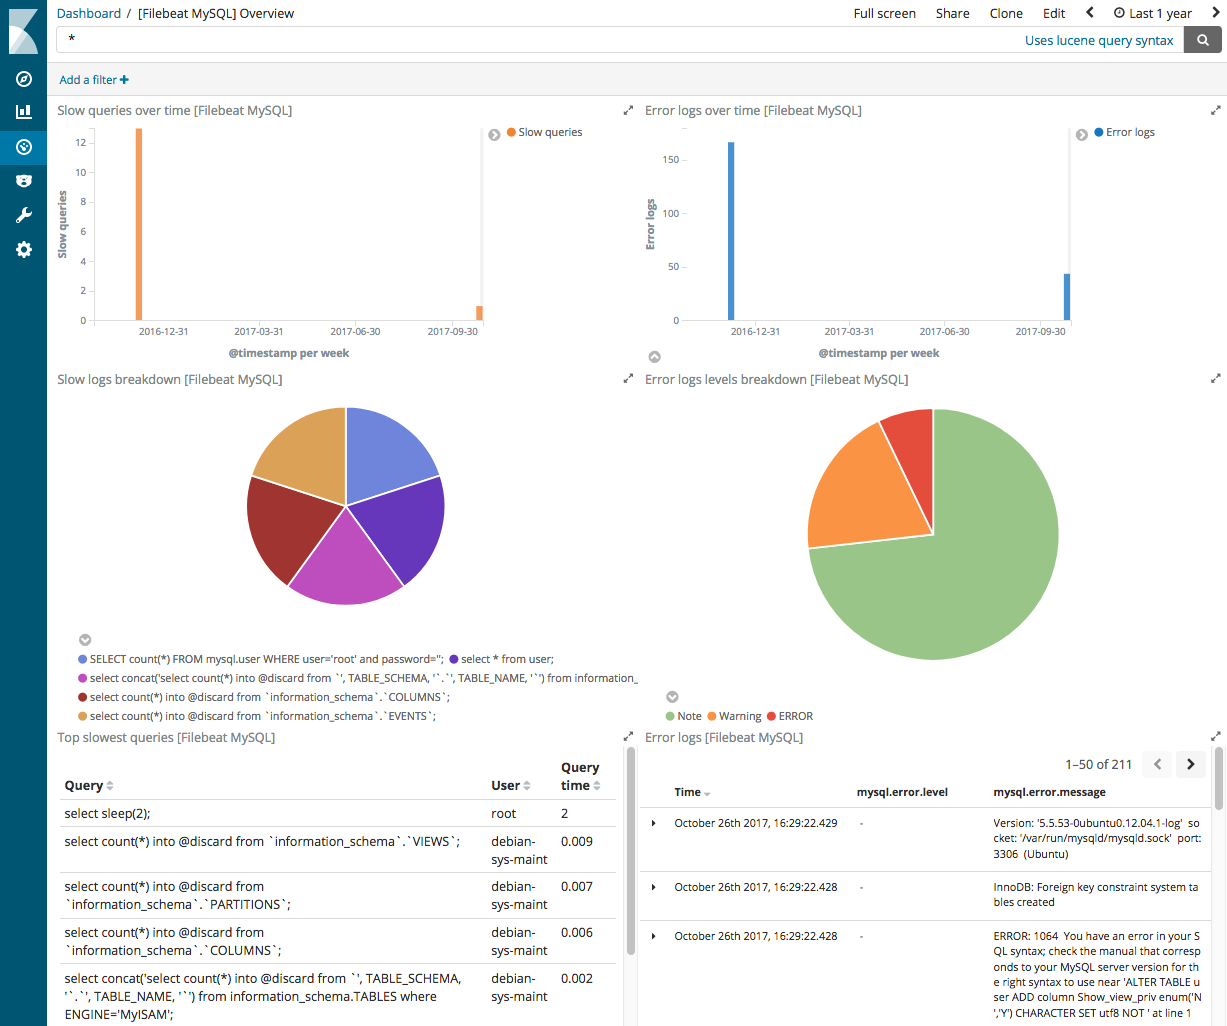 Dashboard / [Filebeat MySQL] Overview
Full screen Share Clone Edit Last 1 year
*
Uses lucene query syntax
Add a filter +
Slow queries over time [Filebeat MySQL]
Slow queries
12
10
8
6
4
2
0
Slow queries
2016-12-31 2017-03-31 2017-06-30 2017-09-30
@timestamp per week
Error logs over time [Filebeat MySQL]
Error logs
150
100
50
0
Error logs
2016-12-31 2017-03-31 2017-06-30 2017-09-30
@timestamp per week
Slow logs breakdown [Filebeat MySQL]
SELECT count(*) FROM mysql.user WHERE user='root' and password=''; select * from user;
select concat('select count(*) into @discard from `', TABLE_SCHEMA, '`.`', TABLE_NAME, '`') from information_
select count(*) into @discard from `information_schema`.`COLUMNS`;
select count(*) into @discard from `information_schema`.`EVENTS`;
Error logs levels breakdown [Filebeat MySQL]
Note Warning ERROR
Top slowest queries [Filebeat MySQL]
Query User Query
time
select sleep(2); root 2
select count(*) into @discard from `information_schema`.`VIEWS`; debian- 0.009
sys-maint
select count(*) into @discard from debian- 0.007
`information_schema`.`PARTITIONS`; sys-maint
select count(*) into @discard from debian- 0.006
`information_schema`.`COLUMNS`; sys-maint
select concat('select count(*) into @discard from `', TABLE_SCHEMA, debian- 0.002
'`.`', TABLE_NAME, '`') from information_schema.TABLES where sys-maint
ENGINE='MyISAM';
Error logs [Filebeat MySQL]
1–50 of 211
Time mysql.error.level mysql.error.message
October 26th 2017, 16:29:22.429 - Version: '5.5.53-0ubuntu0.12.04.1-log' so
cket: '/var/run/mysqld/mysqld.sock' port:
3306 (Ubuntu)
October 26th 2017, 16:29:22.428 - InnoDB: Foreign key constraint system ta
bles created
October 26th 2017, 16:29:22.428 - ERROR: 1064 You have an error in your S
QL syntax; check the manual that corresp
onds to your MySQL server version for th
e right syntax to use near 'ALTER TABLE u
ser ADD column Show_view_priv enum('N
','Y') CHARACTER SET utf8 NOT ' at line 1